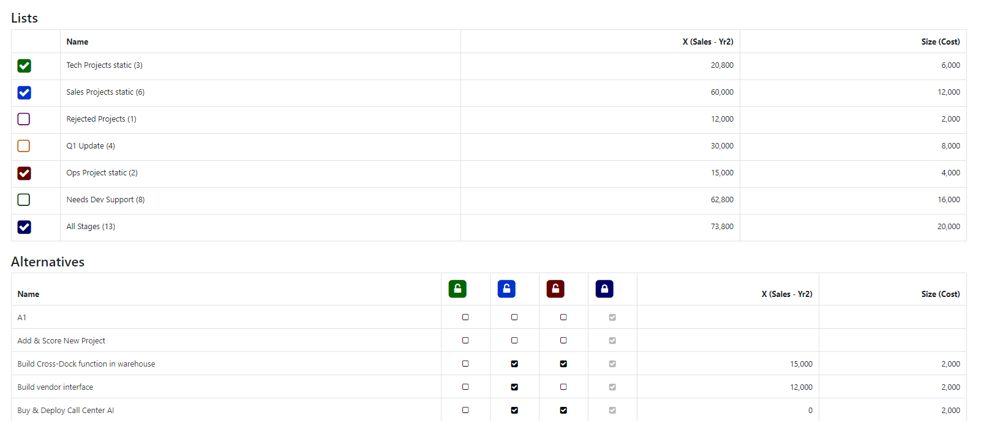 Lists
Name X (Sales - Yr2) Size (Cost)
Tech Projects static (3) 20,800 6,000
Sales Projects static (6) 60,000 12,000
Rejected Projects (1) 12,000 2,000
Q1 Update (4) 30,000 8,000
Ops Project static (2) 15,000 4,000
Needs Dev Support (8) 62,800 16,000
All Stages (13) 73,800 20,000
Alternatives
Name X (Sales - Yr2) Size (Cost)
A1
Add & Score New Project
Build Cross-Dock function in warehouse 15,000 2,000
Build vendor interface 12,000 2,000
Buy & Deploy Call Center AI 0 2,000